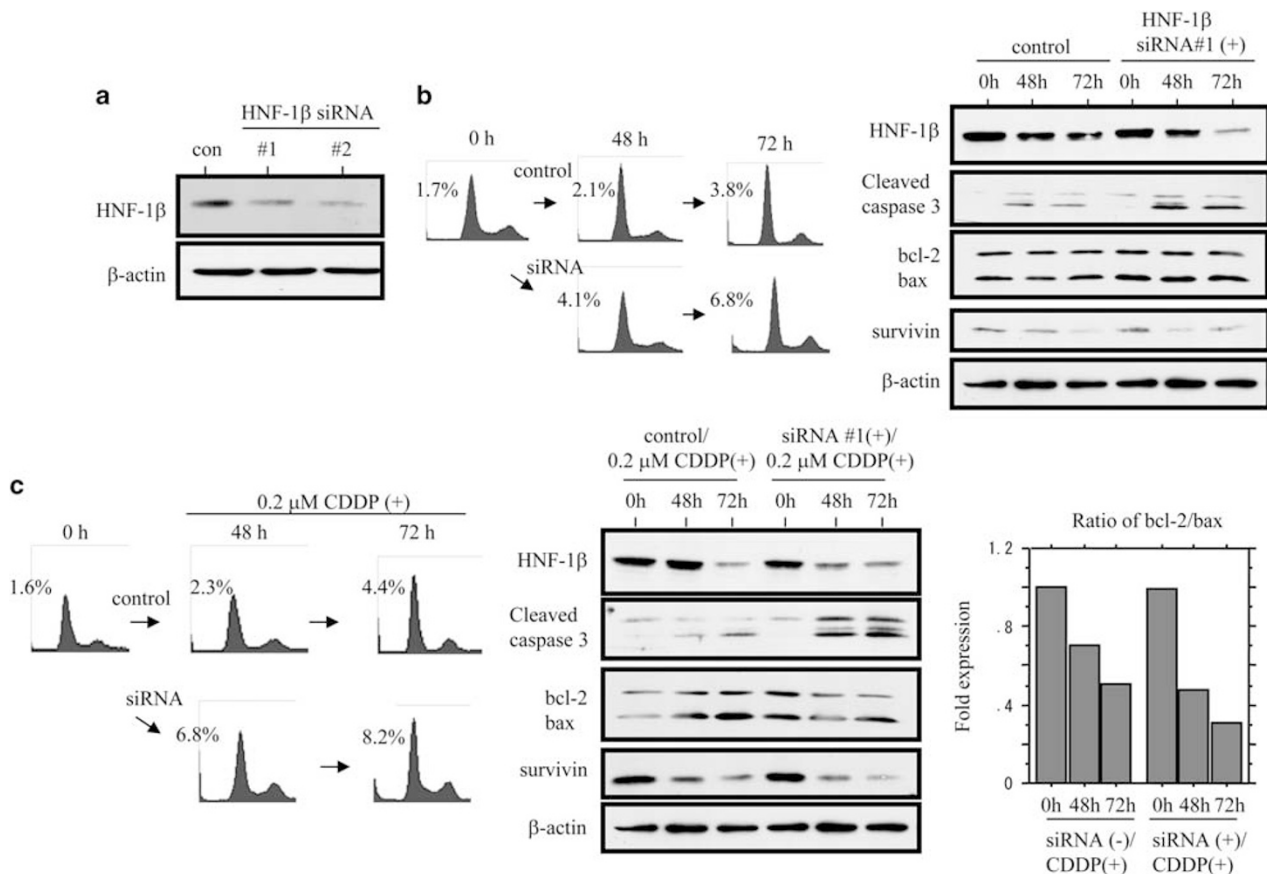 a
HNF-1β siRNA
con #1 #2
HNF-1β
β-actin
b
0 h 48 h 72 h
control
1.7% 2.1% 3.8%
siRNA
4.1% 6.8%
control
HNF-1β
siRNA#1 (+)
0h 48h 72h 0h 48h 72h
HNF-1β
Cleaved
caspase 3
bcl-2
bax
survivin
β-actin
c
0.2 μM CDDP (+)
0 h 48 h 72 h
1.6% control 2.3% 4.4%
siRNA
6.8% 8.2%
control/
0.2 μM CDDP(+)
siRNA #1(+)/
0.2 μM CDDP(+)
0h 48h 72h 0h 48h 72h
HNF-1β
Cleaved
caspase 3
bcl-2
bax
survivin
β-actin
Ratio of bcl-2/bax
Fold expression
1.2
.8
.4
0
0h 48h 72h 0h 48h 72h
siRNA (-)/
CDDP(+)
siRNA (+)/
CDDP(+)